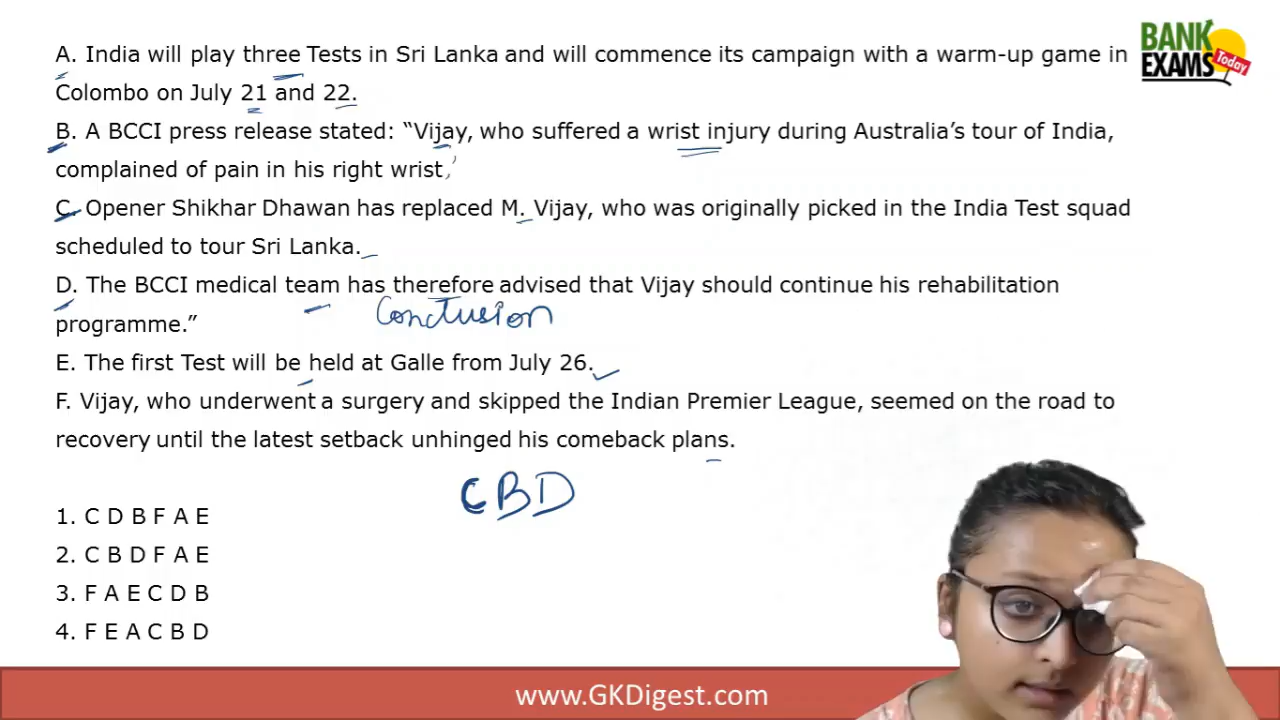 A. India will play three Tests in Sri Lanka and will commence its campaign with a warm-up game in
Colombo on July 21 and 22.
B. A BCCI press release stated: “Vijay, who suffered a wrist injury during Australia’s tour of India,
complained of pain in his right wrist,
C. Opener Shikhar Dhawan has replaced M. Vijay, who was originally picked in the India Test squad
scheduled to tour Sri Lanka.
D. The BCCI medical team has therefore advised that Vijay should continue his rehabilitation
programme.”
Conclusion
E. The first Test will be held at Galle from July 26.
F. Vijay, who underwent a surgery and skipped the Indian Premier League, seemed on the road to
recovery until the latest setback unhinged his comeback plans.
CBD
1. C D B F A E
2. C B D F A E
3. F A E C D B
4. F E A C B D
BANK
EXAMS
Today
www.GKDigest.com